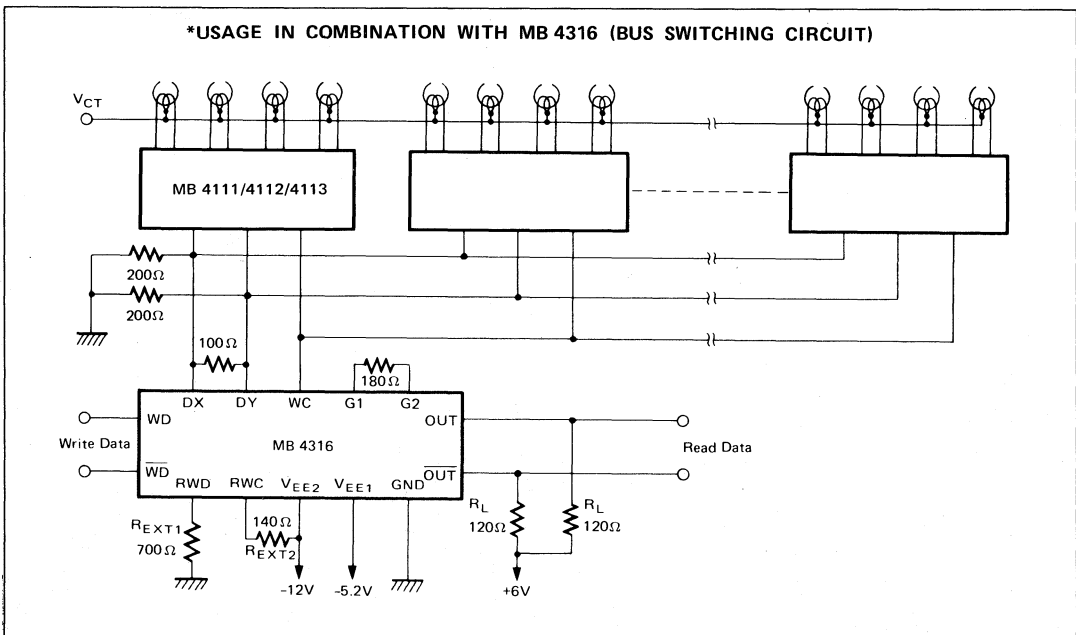 *USAGE IN COMBINATION WITH MB 4316 (BUS SWITCHING CIRCUIT)
VCT
MB 4111/4112/4113
200Ω
200Ω
100Ω
180Ω
DX DY WC G1 G2
WD OUT
Write Data MB 4316 Read Data
W̅D̅ O̅U̅T̅
RWD RWC VEE2 VEE1 GND
REXT1
700Ω
140Ω
REXT2
RL
120Ω
RL
120Ω
-12V -5.2V +6V